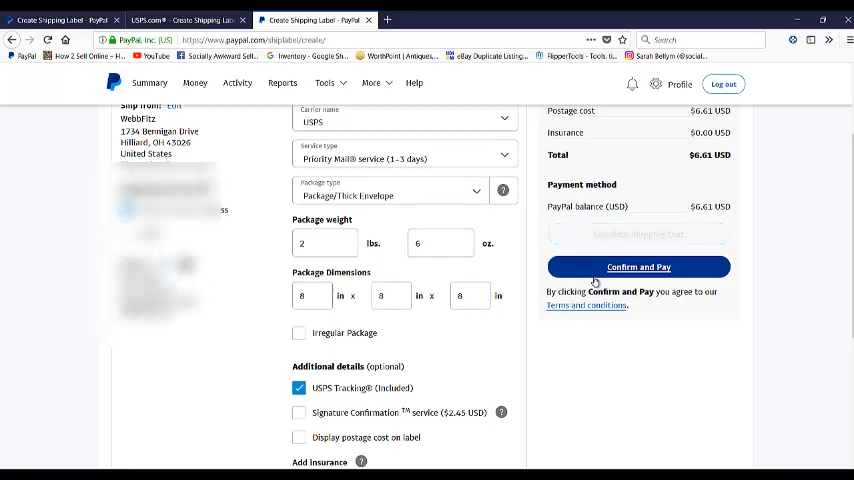 Create Shipping Label - PayPal
USPS.com® - Create Shipping Lab
Create Shipping Label - PayPal
PayPal, Inc. [US]
https://www.paypal.com/shiplabel/create/
Search
PayPal
How 2 Sell Online – H...
YouTube
Socially Awkward Sel...
Inventory - Google Sh...
WorthPoint | Antiques,...
eBay Duplicate Listing...
FlipperTools - Tools, ti...
Sarah Bellym (@social...
Summary
Money
Activity
Reports
Tools
More
Help
Profile
Log out
Ship from: Edit
WebbFitz
1734 Bennigan Drive
Hilliard, OH 43026
United States
Carrier name
USPS
Service type
Priority Mail® service (1–3 days)
Package type
Package/Thick Envelope
Package weight
2 lbs. 6 oz.
Package Dimensions
8 in x 8 in x 8 in
Irregular Package
Additional details (optional)
USPS Tracking® (Included)
Signature Confirmation ™ service ($2.45 USD)
Display postage cost on label
Add insurance
Postage cost $6.61 USD
Insurance $0.00 USD
Total $6.61 USD
Payment method
PayPal balance (USD) $6.61 USD
Calculate Shipping Cost
Confirm and Pay
By clicking Confirm and Pay you agree to our
Terms and conditions.